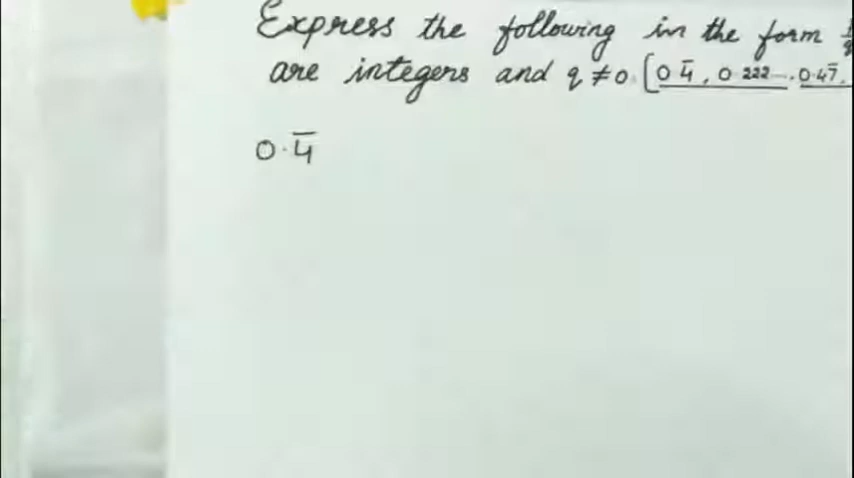 Express the following in the form
are integers and q ≠ 0. [0.4̅, 0.222..., 0.47̅,
0.4̅